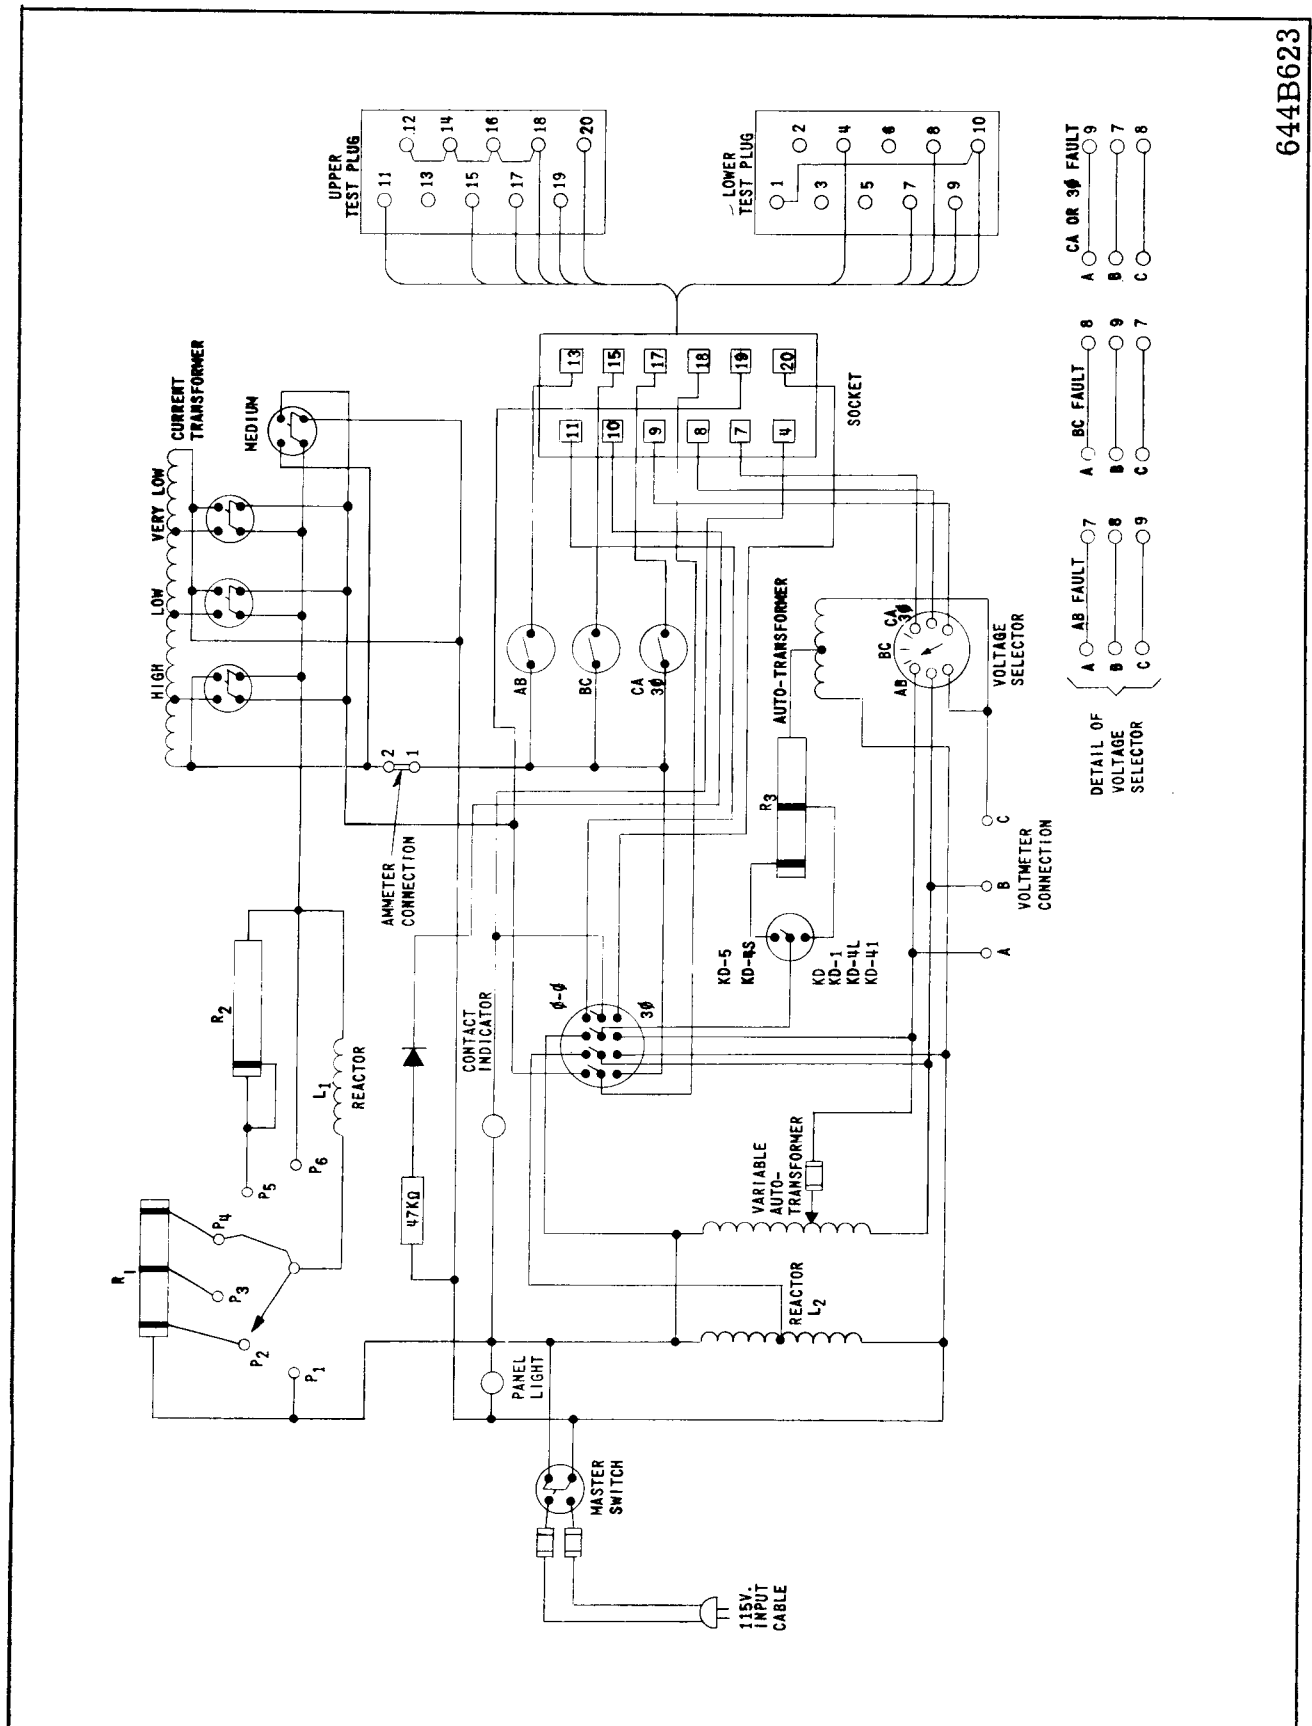 644B623
UPPER
TEST PLUG
11
12
13
14
15
16
17
18
19
20
LOWER
TEST PLUG
1
2
3
4
5
6
7
8
9
10
CURRENT
TRANSFORMER
HIGH
LOW
VERY LOW
MEDIUM
13
15
17
18
19
20
11
10
9
8
7
4
SOCKET
AB
BC
CA
3Ø
2
1
AMMETER
CONNECTION
R1
R2
P1
P2
P3
P4
P5
P6
L1
REACTOR
47KΩ
CONTACT
INDICATOR
Ø-Ø
3Ø
PANEL
LIGHT
MASTER
SWITCH
115V.
INPUT
CABLE
REACTOR
L2
VARIABLE
AUTO-
TRANSFORMER
KD-5
KD-4S
KD
KD-1
KD-4L
KD-41
R3
AUTO-TRANSFORMER
AB
BC
CA
3Ø
VOLTAGE
SELECTOR
A
B
C
VOLTMETER
CONNECTION
DETAIL OF
VOLTAGE
SELECTOR
AB FAULT
A 7
B 8
C 9
BC FAULT
A 8
B 9
C 7
CA OR 3Ø FAULT
A 9
B 7
C 8